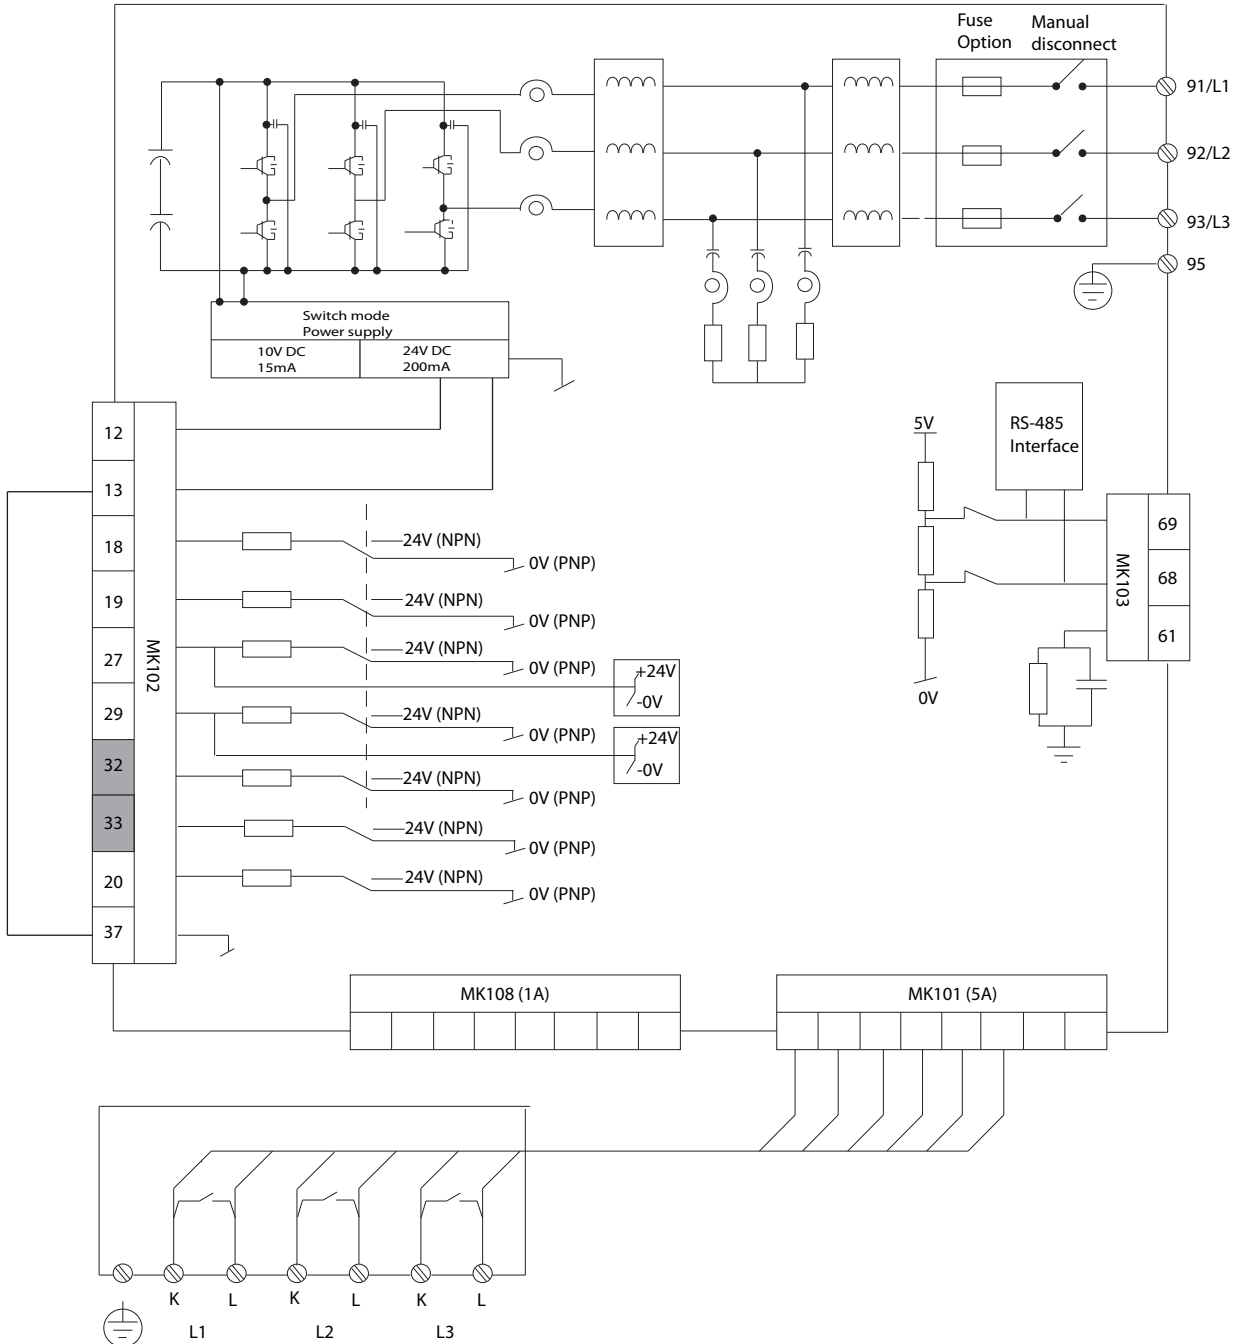 Fuse Option
Manual disconnect
91/L1
92/L2
93/L3
95
Switch mode
Power supply
10V DC
15mA
24V DC
200mA
12
13
18
19
27
29
32
33
20
37
MK102
24V (NPN)
0V (PNP)
24V (NPN)
0V (PNP)
24V (NPN)
0V (PNP)
+24V
-0V
24V (NPN)
0V (PNP)
+24V
-0V
24V (NPN)
0V (PNP)
24V (NPN)
0V (PNP)
24V (NPN)
0V (PNP)
5V
RS-485
Interface
0V
MK103
69
68
61
MK108 (1A)
MK101 (5A)
K L K L K L
L1 L2 L3